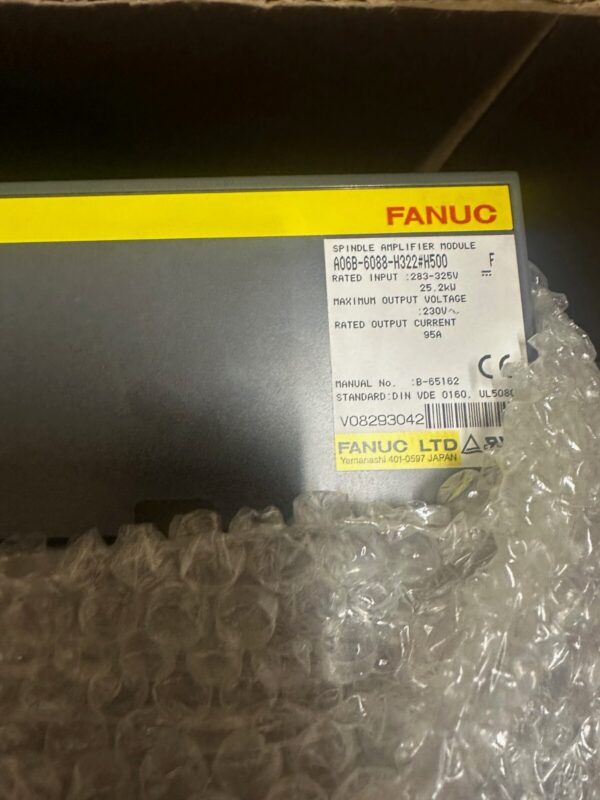 FANUC
SPINDLE AMPLIFIER MODULE
A06B-6088-H322#H500 F
RATED INPUT :283-325V
25.2kW
MAXIMUM OUTPUT VOLTAGE
:230V~
RATED OUTPUT CURRENT
95A
CE
MANUAL No. :B-65162
STANDARD:DIN VDE 0160. UL508C
V08293042
FANUC LTD
Yamanashi 401-0597 JAPAN